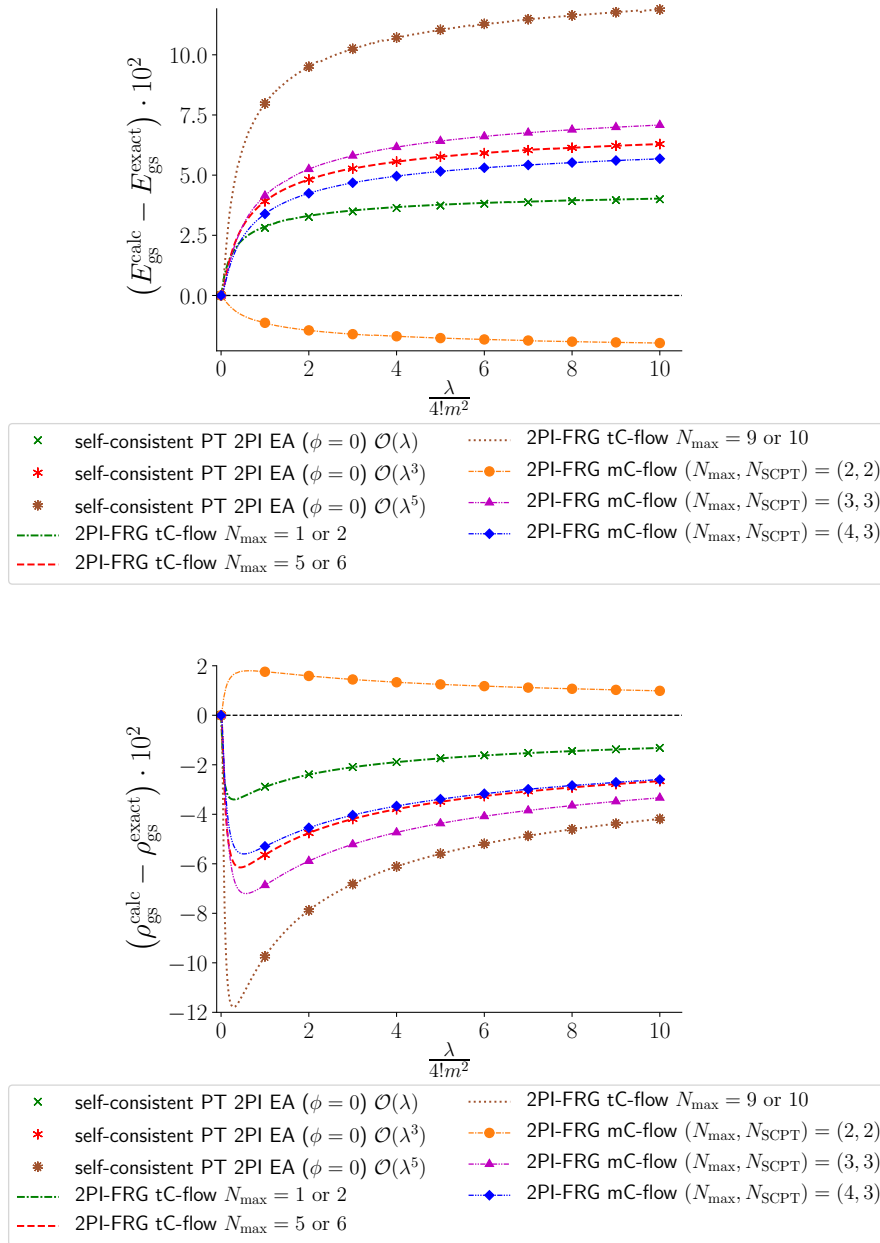 (E_gs^calc − E_gs^exact) · 10^2
10.0
7.5
5.0
2.5
0.0
0 2 4 6 8 10
λ/4!m^2
self-consistent PT 2PI EA (ϕ = 0) O(λ)
self-consistent PT 2PI EA (ϕ = 0) O(λ^3)
self-consistent PT 2PI EA (ϕ = 0) O(λ^5)
2PI-FRG tC-flow N_max = 1 or 2
2PI-FRG tC-flow N_max = 5 or 6
2PI-FRG tC-flow N_max = 9 or 10
2PI-FRG mC-flow (N_max, N_SCPT) = (2, 2)
2PI-FRG mC-flow (N_max, N_SCPT) = (3, 3)
2PI-FRG mC-flow (N_max, N_SCPT) = (4, 3)
(ρ_gs^calc − ρ_gs^exact) · 10^2
2
0
−2
−4
−6
−8
−10
−12
0 2 4 6 8 10
λ/4!m^2
self-consistent PT 2PI EA (ϕ = 0) O(λ)
self-consistent PT 2PI EA (ϕ = 0) O(λ^3)
self-consistent PT 2PI EA (ϕ = 0) O(λ^5)
2PI-FRG tC-flow N_max = 1 or 2
2PI-FRG tC-flow N_max = 5 or 6
2PI-FRG tC-flow N_max = 9 or 10
2PI-FRG mC-flow (N_max, N_SCPT) = (2, 2)
2PI-FRG mC-flow (N_max, N_SCPT) = (3, 3)
2PI-FRG mC-flow (N_max, N_SCPT) = (4, 3)